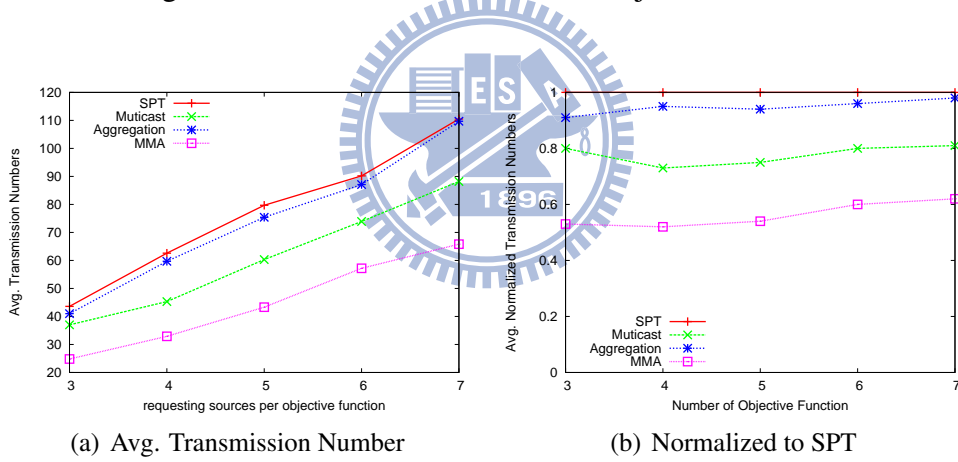 SPT
Muticast
Aggregation
MMA
120
110
100
90
80
70
60
50
40
30
20
3
4
5
6
7
Avg. Transmission Numbers
requesting sources per objective function
(a) Avg. Transmission Number
ES
A
8
1896
1
0.8
0.6
0.4
0.2
0
3
4
5
6
7
Avg. Normalized Transmission Numbers
SPT
Muticast
Aggregation
MMA
Number of Objective Function
(b) Normalized to SPT